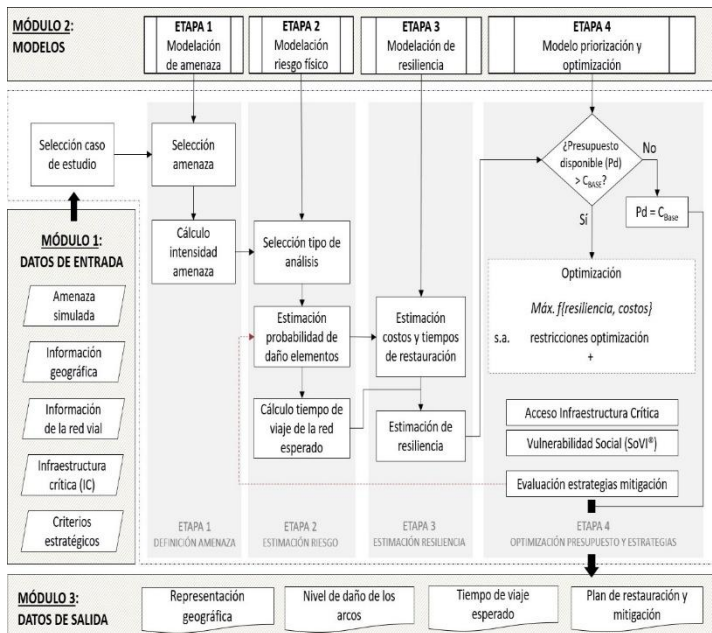 MÓDULO 2:
MODELOS
ETAPA 1
Modelación
de amenaza
ETAPA 2
Modelación
riesgo físico
ETAPA 3
Modelación de
resiliencia
ETAPA 4
Modelo priorización y
optimización
Selección caso
de estudio
Selección
amenaza
Cálculo
intensidad
amenaza
Selección tipo de
análisis
Estimación
probabilidad de
daño elementos
Cálculo tiempo de
viaje de la red
esperado
Estimación
costos y tiempos
de restauración
Estimación de
resiliencia
¿Presupuesto
disponible (Pd)
> CBASE?
No
Sí
Pd = CBase
Optimización
Máx. f{resiliencia, costos}
s.a. restricciones optimización
+
Acceso Infraestructura Crítica
Vulnerabilidad Social (SoVI®)
Evaluación estrategias mitigación
MÓDULO 1:
DATOS DE ENTRADA
Amenaza
simulada
Información
geográfica
Información
de la red vial
Infraestructura
crítica (IC)
Criterios
estratégicos
ETAPA 1
DEFINICIÓN AMENAZA
ETAPA 2
ESTIMACIÓN RIESGO
ETAPA 3
ESTIMACIÓN RESILIENCIA
ETAPA 4
OPTIMIZACIÓN PRESUPUESTO Y ESTRATEGIAS
MÓDULO 3:
DATOS DE SALIDA
Representación
geográfica
Nivel de daño de los
arcos
Tiempo de viaje
esperado
Plan de restauración y
mitigación